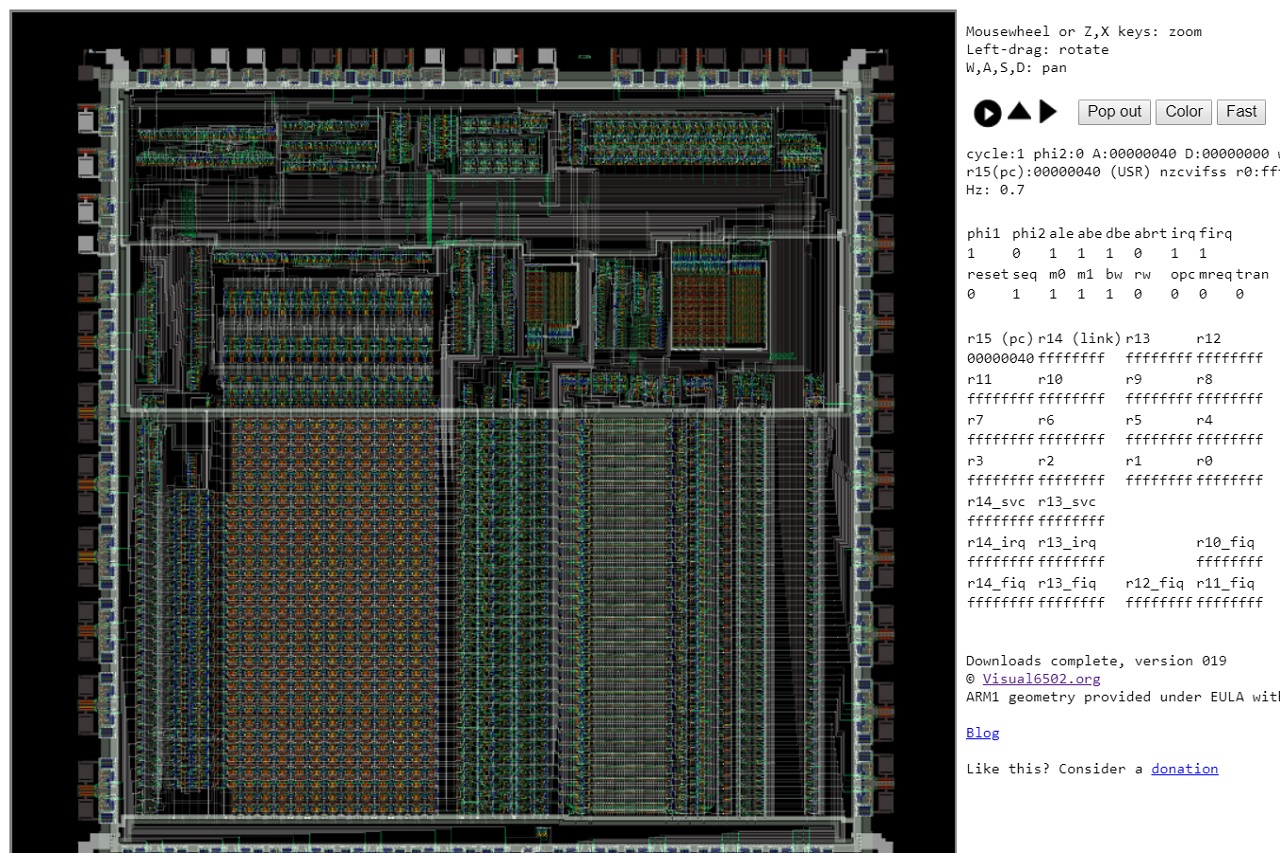 Mousewheel or Z,X keys: zoom
Left-drag: rotate
W,A,S,D: pan
Pop out Color Fast
cycle:1 phi2:0 A:00000040 D:00000000
r15(pc):00000040 (USR) nzcvifss
Hz: 0.7
phi1 phi2 ale abe dbe abrt irq firq
1 0 1 1 1 0 1 1
reset seq m0 m1 bw rw opc mreq tran
0 1 1 1 1 0 0 0 0
r15 (pc) r14 (link) r13 r12
00000040 ffffffff ffffffff ffffffff
r11 r10 r9 r8
ffffffff ffffffff ffffffff ffffffff
r7 r6 r5 r4
ffffffff ffffffff ffffffff ffffffff
r3 r2 r1 r0
ffffffff ffffffff ffffffff ffffffff
r14_svc r13_svc
ffffffff ffffffff
r14_irq r13_irq r10_fiq
ffffffff ffffffff ffffffff
r14_fiq r13_fiq r12_fiq r11_fiq
ffffffff ffffffff ffffffff ffffffff
Downloads complete, version 019
© Visual6502.org
ARM1 geometry provided under EULA
Blog
Like this? Consider a donation